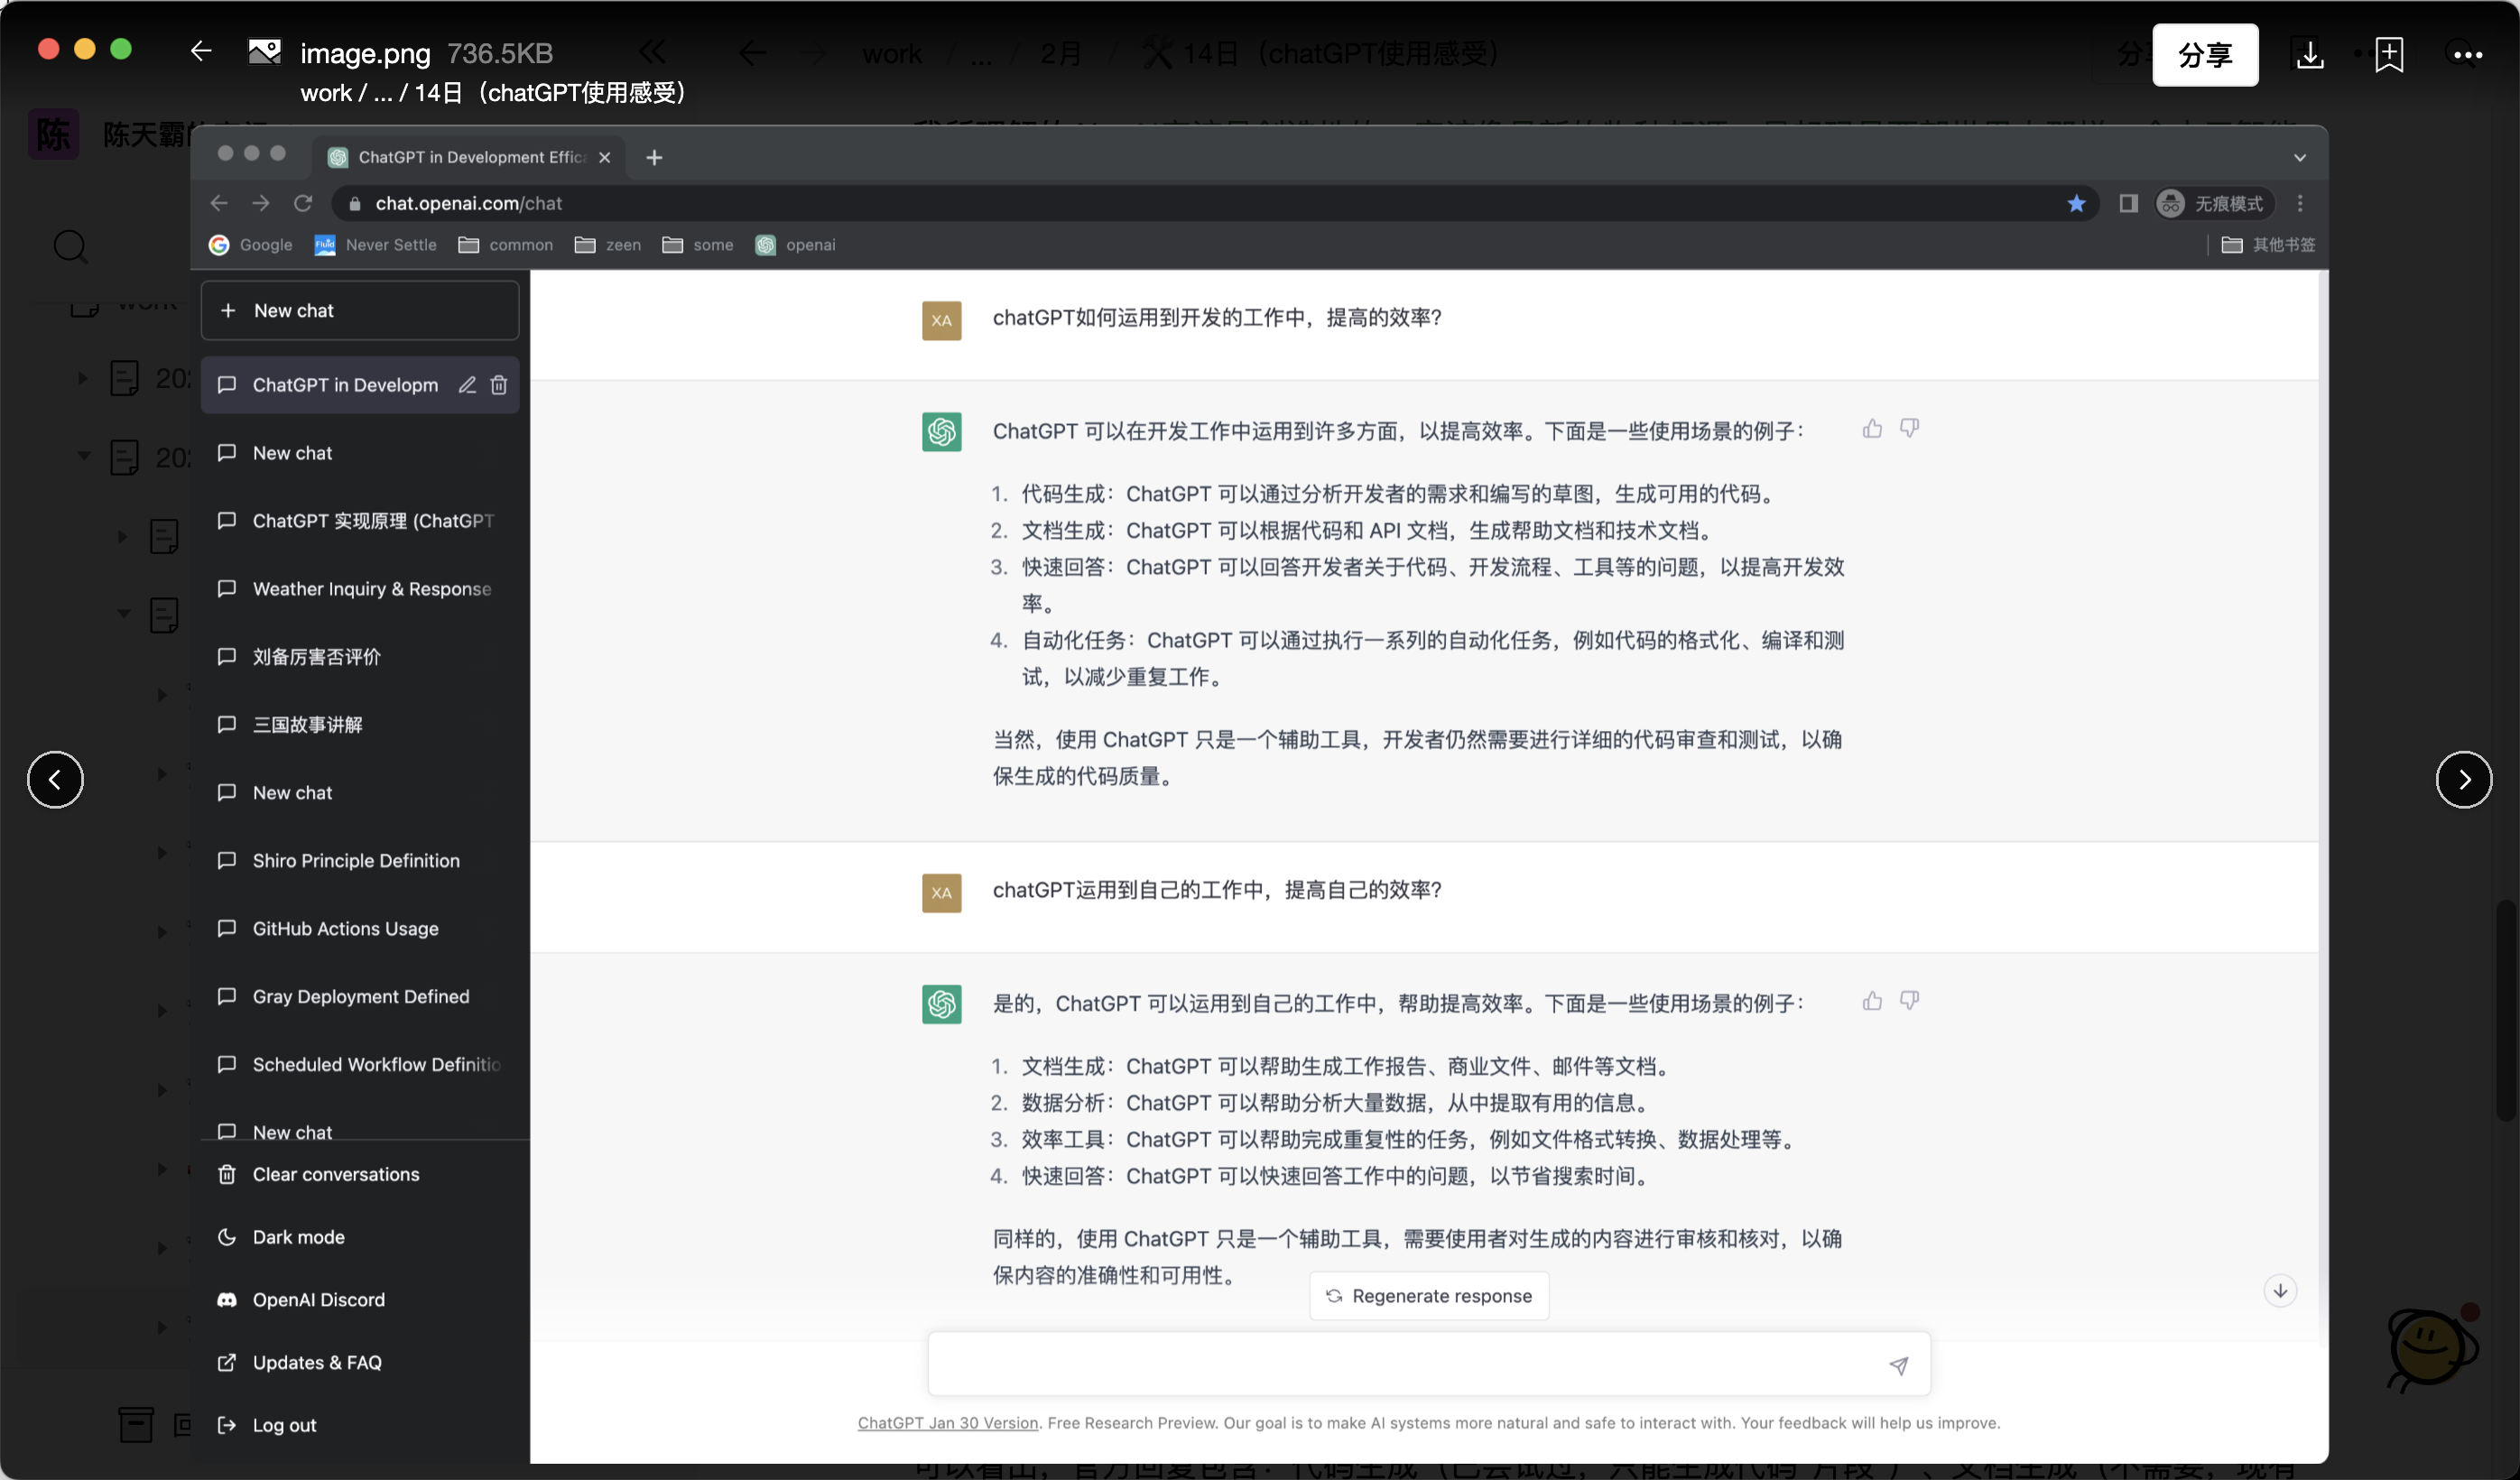 image.png 736.5KB
work / ... / 14日（chatGPT使用感受）
work / ... / 2月 / 14日（chatGPT使用感受）
分享
陈
陈天霸
ChatGPT in Development Effic
chat.openai.com/chat
无痕模式
Google
Fluid
Never Settle
common
zeen
some
openai
其他书签
New chat
ChatGPT in Developm
New chat
ChatGPT 实现原理 (ChatGPT
Weather Inquiry & Response
刘备厉害否评价
三国故事讲解
New chat
Shiro Principle Definition
GitHub Actions Usage
Gray Deployment Defined
Scheduled Workflow Definitio
New chat
Clear conversations
Dark mode
OpenAI Discord
Updates & FAQ
Log out
XA
chatGPT如何运用到开发的工作中，提高的效率？
ChatGPT 可以在开发工作中运用到许多方面，以提高效率。下面是一些使用场景的例子：
1. 代码生成：ChatGPT 可以通过分析开发者的需求和编写的草图，生成可用的代码。
2. 文档生成：ChatGPT 可以根据代码和 API 文档，生成帮助文档和技术文档。
3. 快速回答：ChatGPT 可以回答开发者关于代码、开发流程、工具等的问题，以提高开发效
率。
4. 自动化任务：ChatGPT 可以通过执行一系列的自动化任务，例如代码的格式化、编译和测
试，以减少重复工作。
当然，使用 ChatGPT 只是一个辅助工具，开发者仍然需要进行详细的代码审查和测试，以确
保生成的代码质量。
XA
chatGPT运用到自己的工作中，提高自己的效率？
是的，ChatGPT 可以运用到自己的工作中，帮助提高效率。下面是一些使用场景的例子：
1. 文档生成：ChatGPT 可以帮助生成工作报告、商业文件、邮件等文档。
2. 数据分析：ChatGPT 可以帮助分析大量数据，从中提取有用的信息。
3. 效率工具：ChatGPT 可以帮助完成重复性的任务，例如文件格式转换、数据处理等。
4. 快速回答：ChatGPT 可以快速回答工作中的问题，以节省搜索时间。
同样的，使用 ChatGPT 只是一个辅助工具，需要使用者对生成的内容进行审核和核对，以确
保内容的准确性和可用性。
Regenerate response
ChatGPT Jan 30 Version. Free Research Preview. Our goal is to make AI systems more natural and safe to interact with. Your feedback will help us improve.